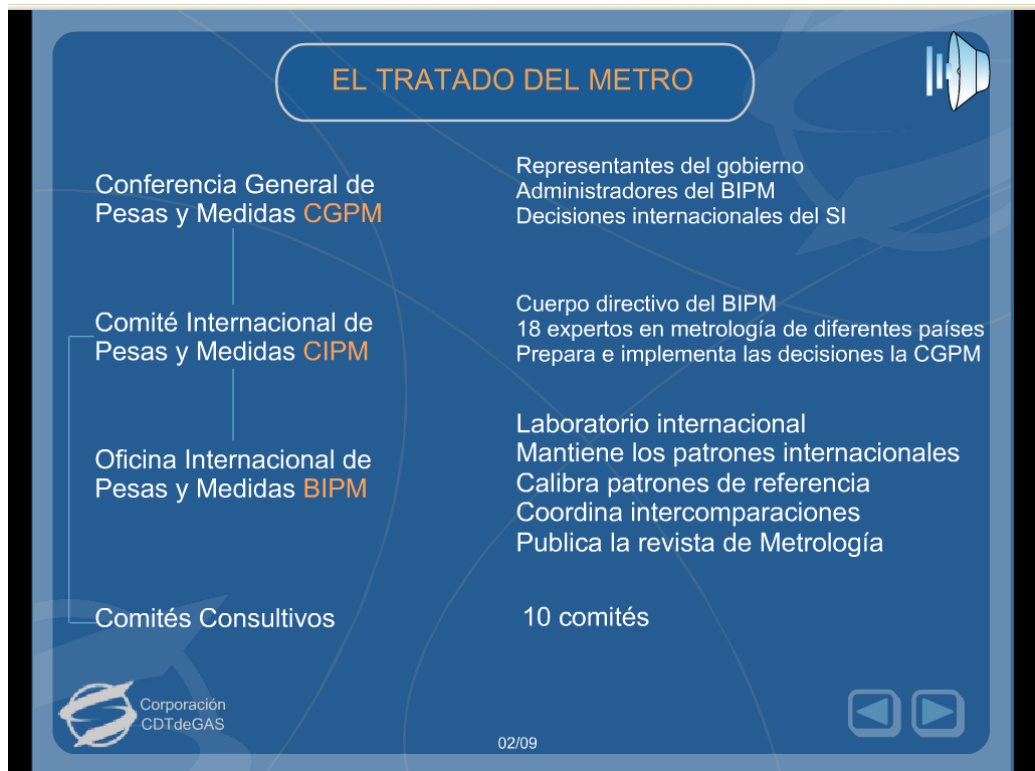 EL TRATADO DEL METRO
Conferencia General de
Pesas y Medidas CGPM
Representantes del gobierno
Administradores del BIPM
Decisiones internacionales del SI
Comité Internacional de
Pesas y Medidas CIPM
Cuerpo directivo del BIPM
18 expertos en metrología de diferentes países
Prepara e implementa las decisiones la CGPM
Oficina Internacional de
Pesas y Medidas BIPM
Laboratorio internacional
Mantiene los patrones internacionales
Calibra patrones de referencia
Coordina intercomparaciones
Publica la revista de Metrología
Comités Consultivos
10 comités
Corporación
CDTdeGAS
02/09